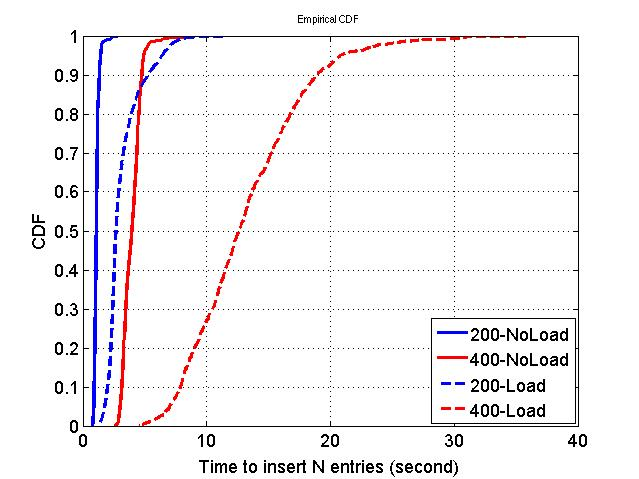 Empirical CDF
1
0.9
0.8
0.7
0.6
0.5
0.4
0.3
0.2
0.1
0
CDF
200-NoLoad
400-NoLoad
200-Load
400-Load
0 10 20 30 40
Time to insert N entries (second)